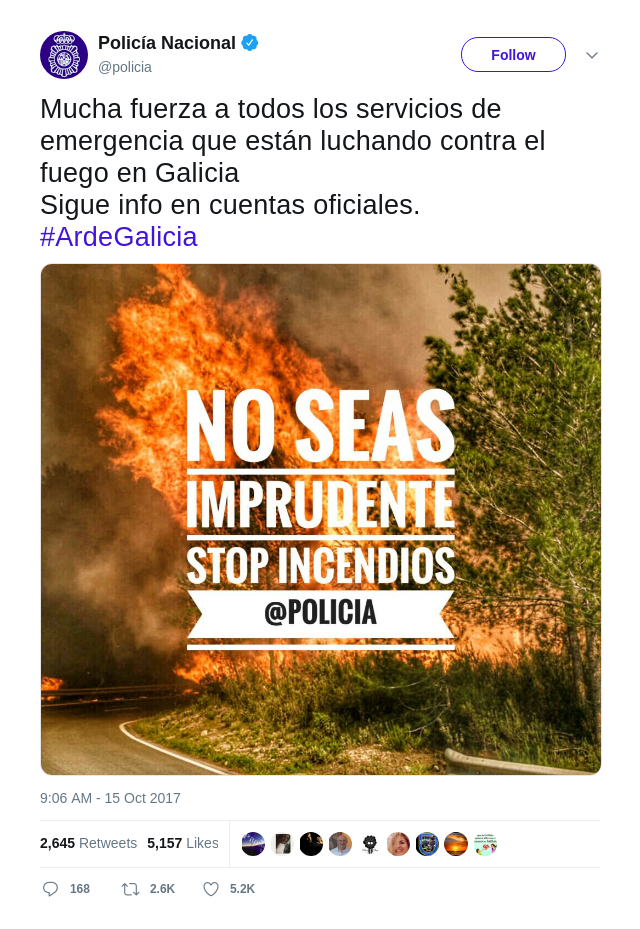 Policía Nacional
@policia
Follow
Mucha fuerza a todos los servicios de
emergencia que están luchando contra el
fuego en Galicia
Sigue info en cuentas oficiales.
#ArdeGalicia
NO SEAS
IMPRUDENTE
STOP INCENDIOS
@POLICIA
9:06 AM - 15 Oct 2017
2,645 Retweets 5,157 Likes
168 2.6K 5.2K